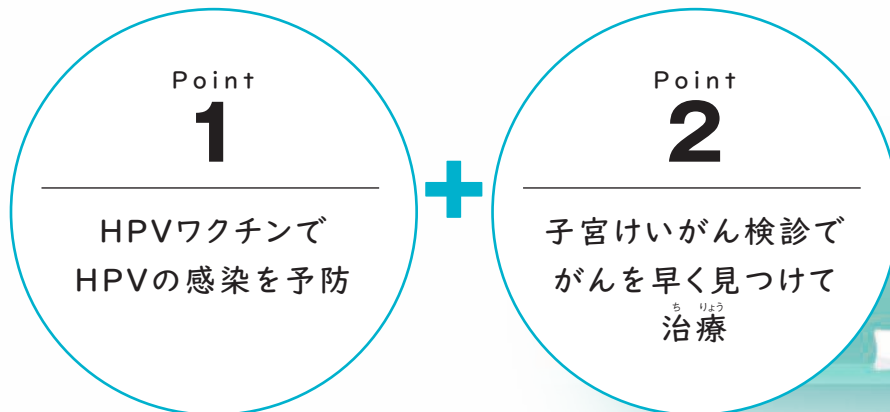 Point
1
HPVワクチンで
HPVの感染を予防
+
Point
2
子宮けいがん検診で
がんを早く見つけて
ち りょう
治療